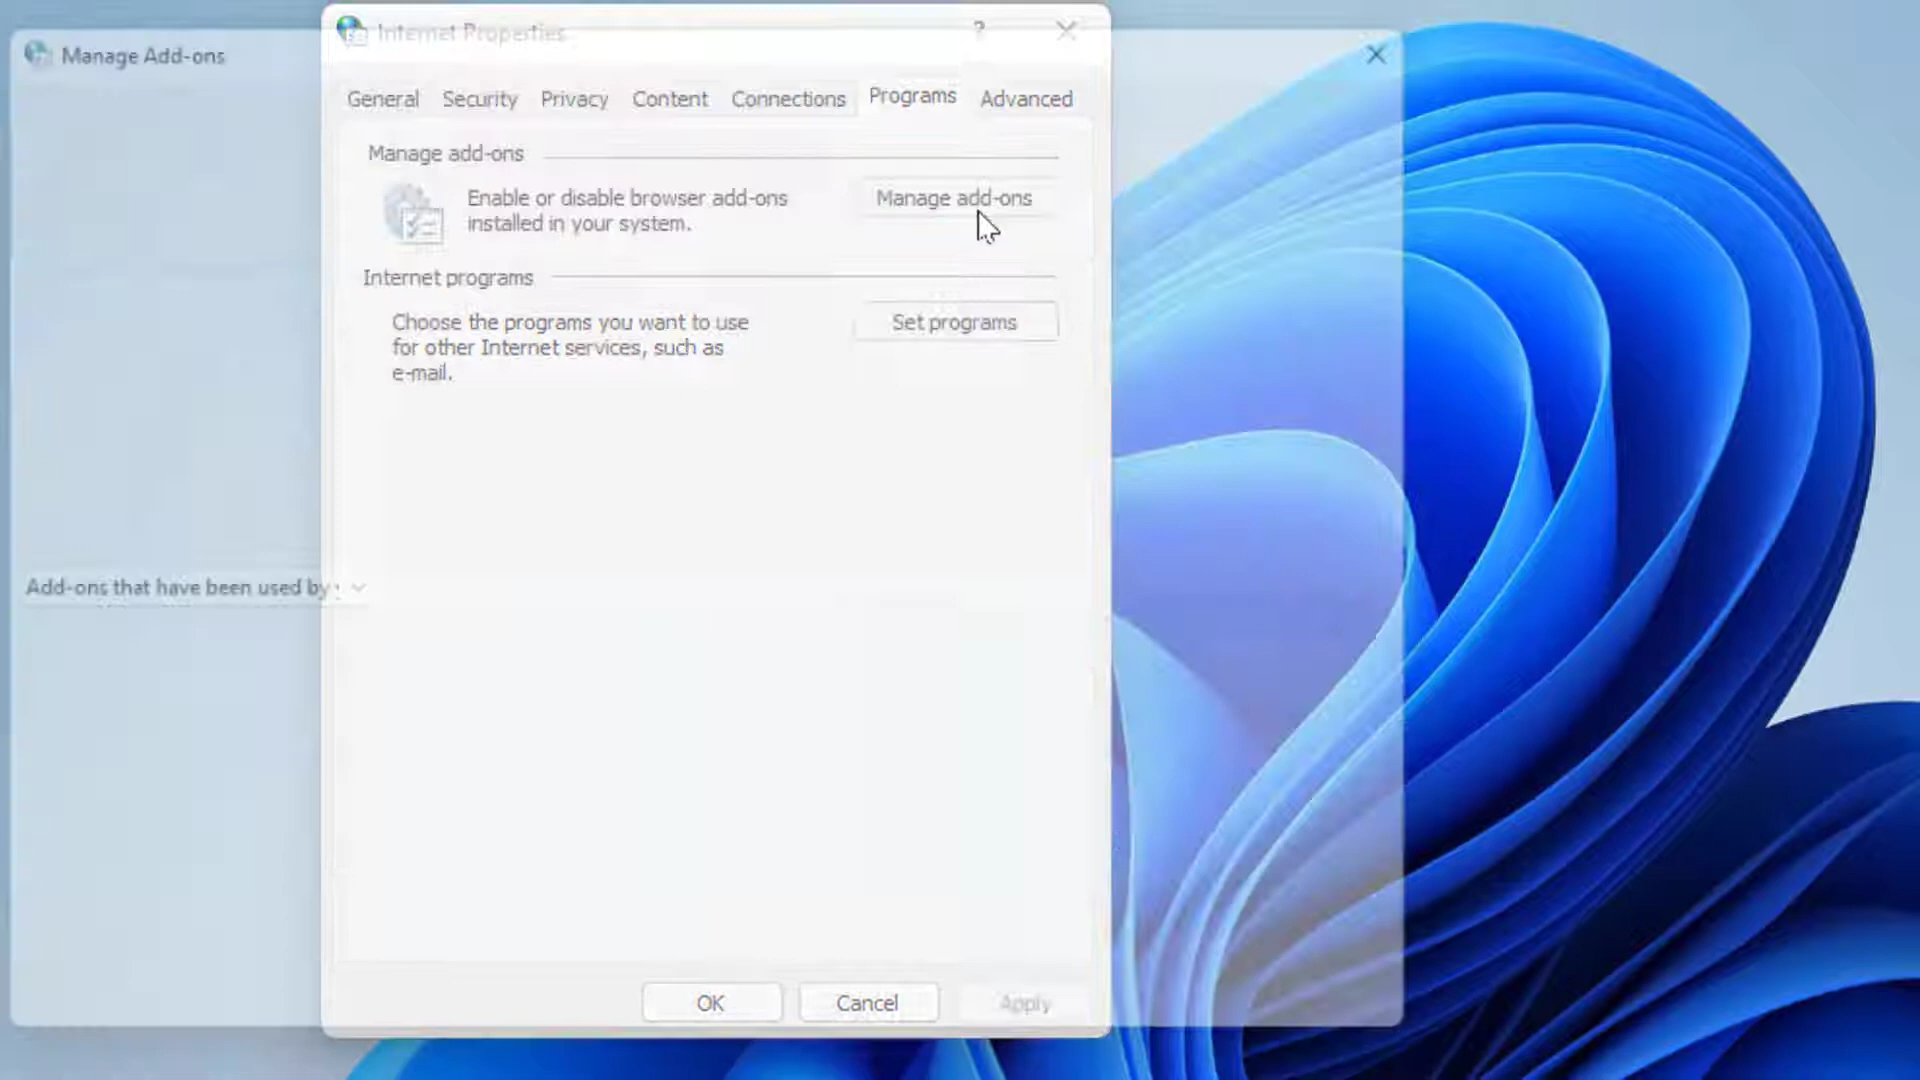 Manage Add-ons
Internet Properties
?
General Security Privacy Content Connections Programs Advanced
Manage add-ons
Enable or disable browser add-ons
installed in your system.
Manage add-ons
Internet programs
Choose the programs you want to use
for other Internet services, such as
e-mail.
Set programs
Add-ons that have been used by
OK Cancel Apply